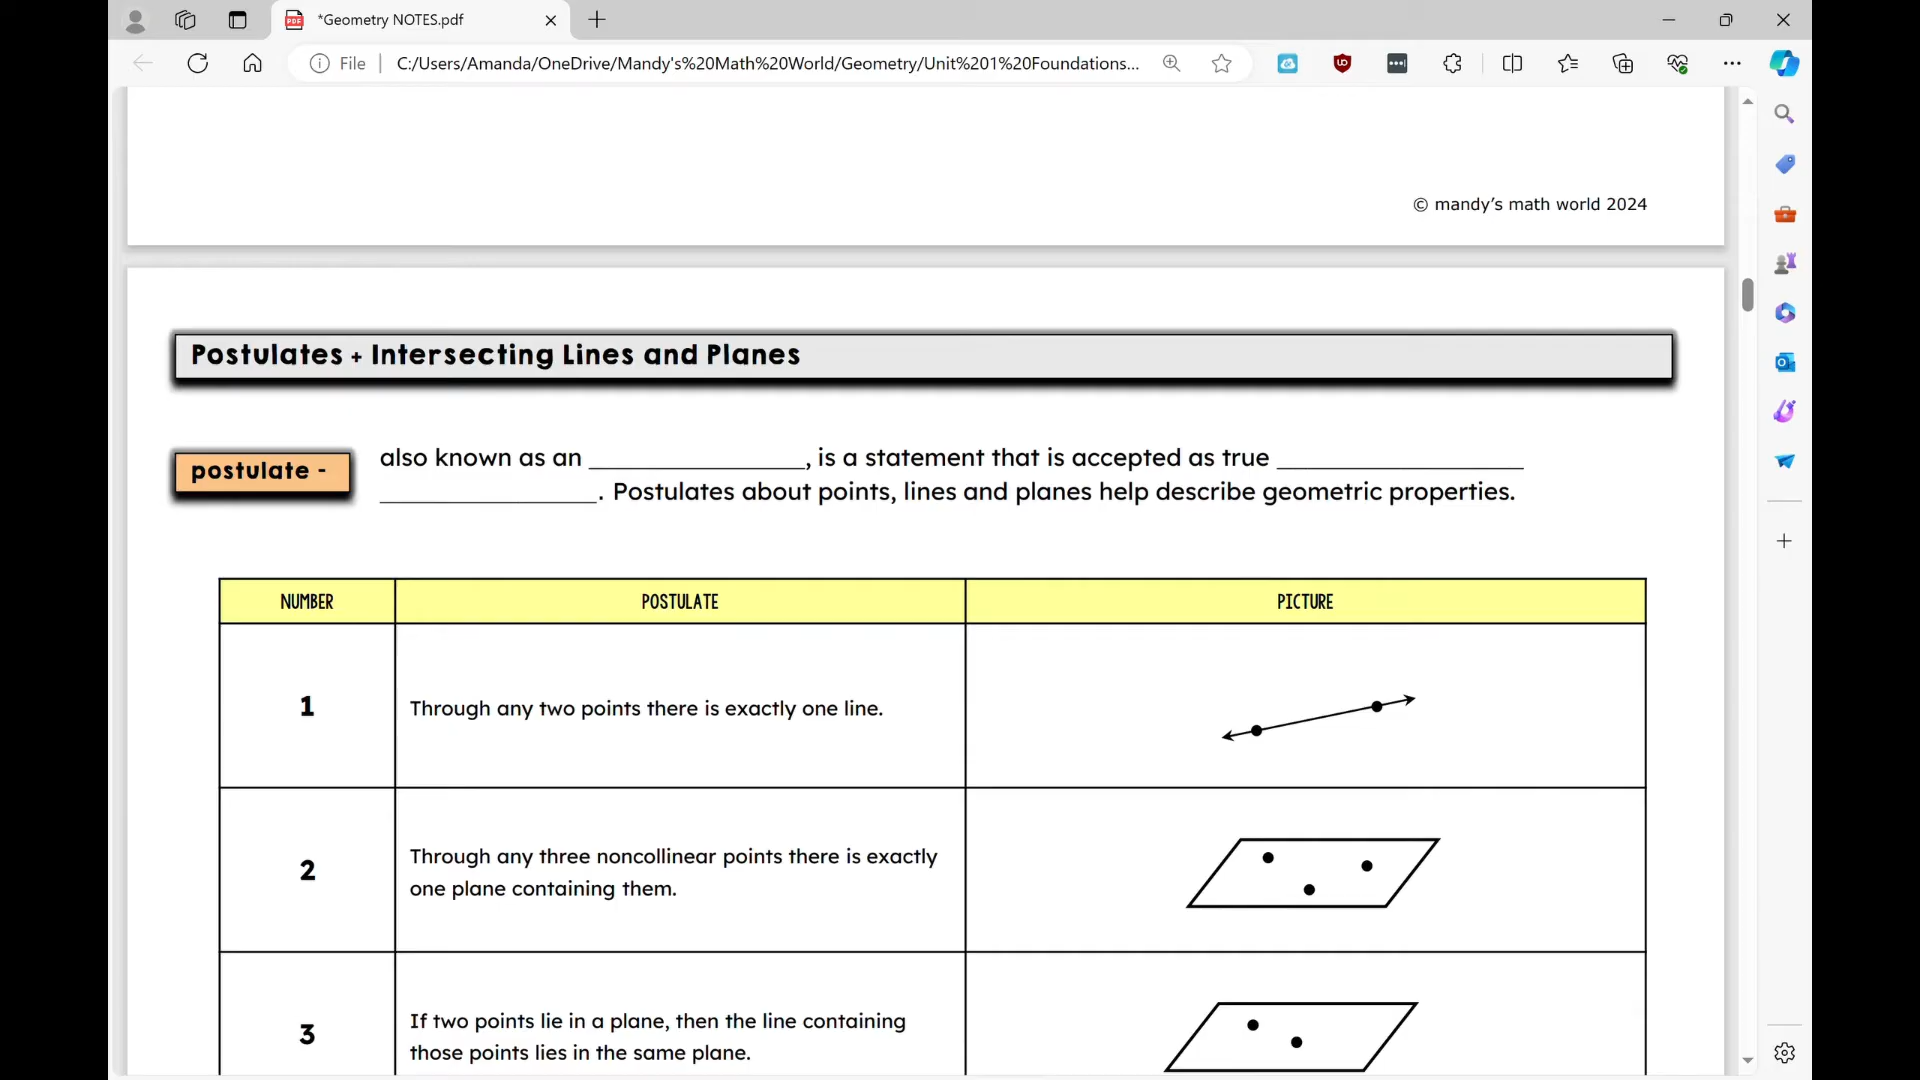 *Geometry NOTES.pdf
File
C:/Users/Amanda/OneDrive/Mandy's%20Math%20World/Geometry/Unit%201%20Foundations...
© mandy's math world 2024
Postulates + Intersecting Lines and Planes
postulate -
also known as an ________________, is a statement that is accepted as true __________________
________________. Postulates about points, lines and planes help describe geometric properties.
NUMBER POSTULATE PICTURE
1
Through any two points there is exactly one line.
2
Through any three noncollinear points there is exactly
one plane containing them.
3
If two points lie in a plane, then the line containing
those points lies in the same plane.